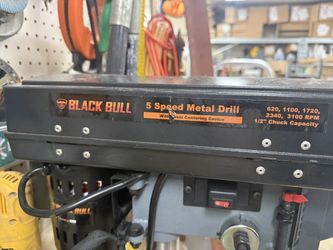 BLACK BULL
5 Speed Metal Drill
With Laser Centering Device
620, 1100, 1720,
2340, 3100 RPM
1/2" Chuck Capacity
BULL